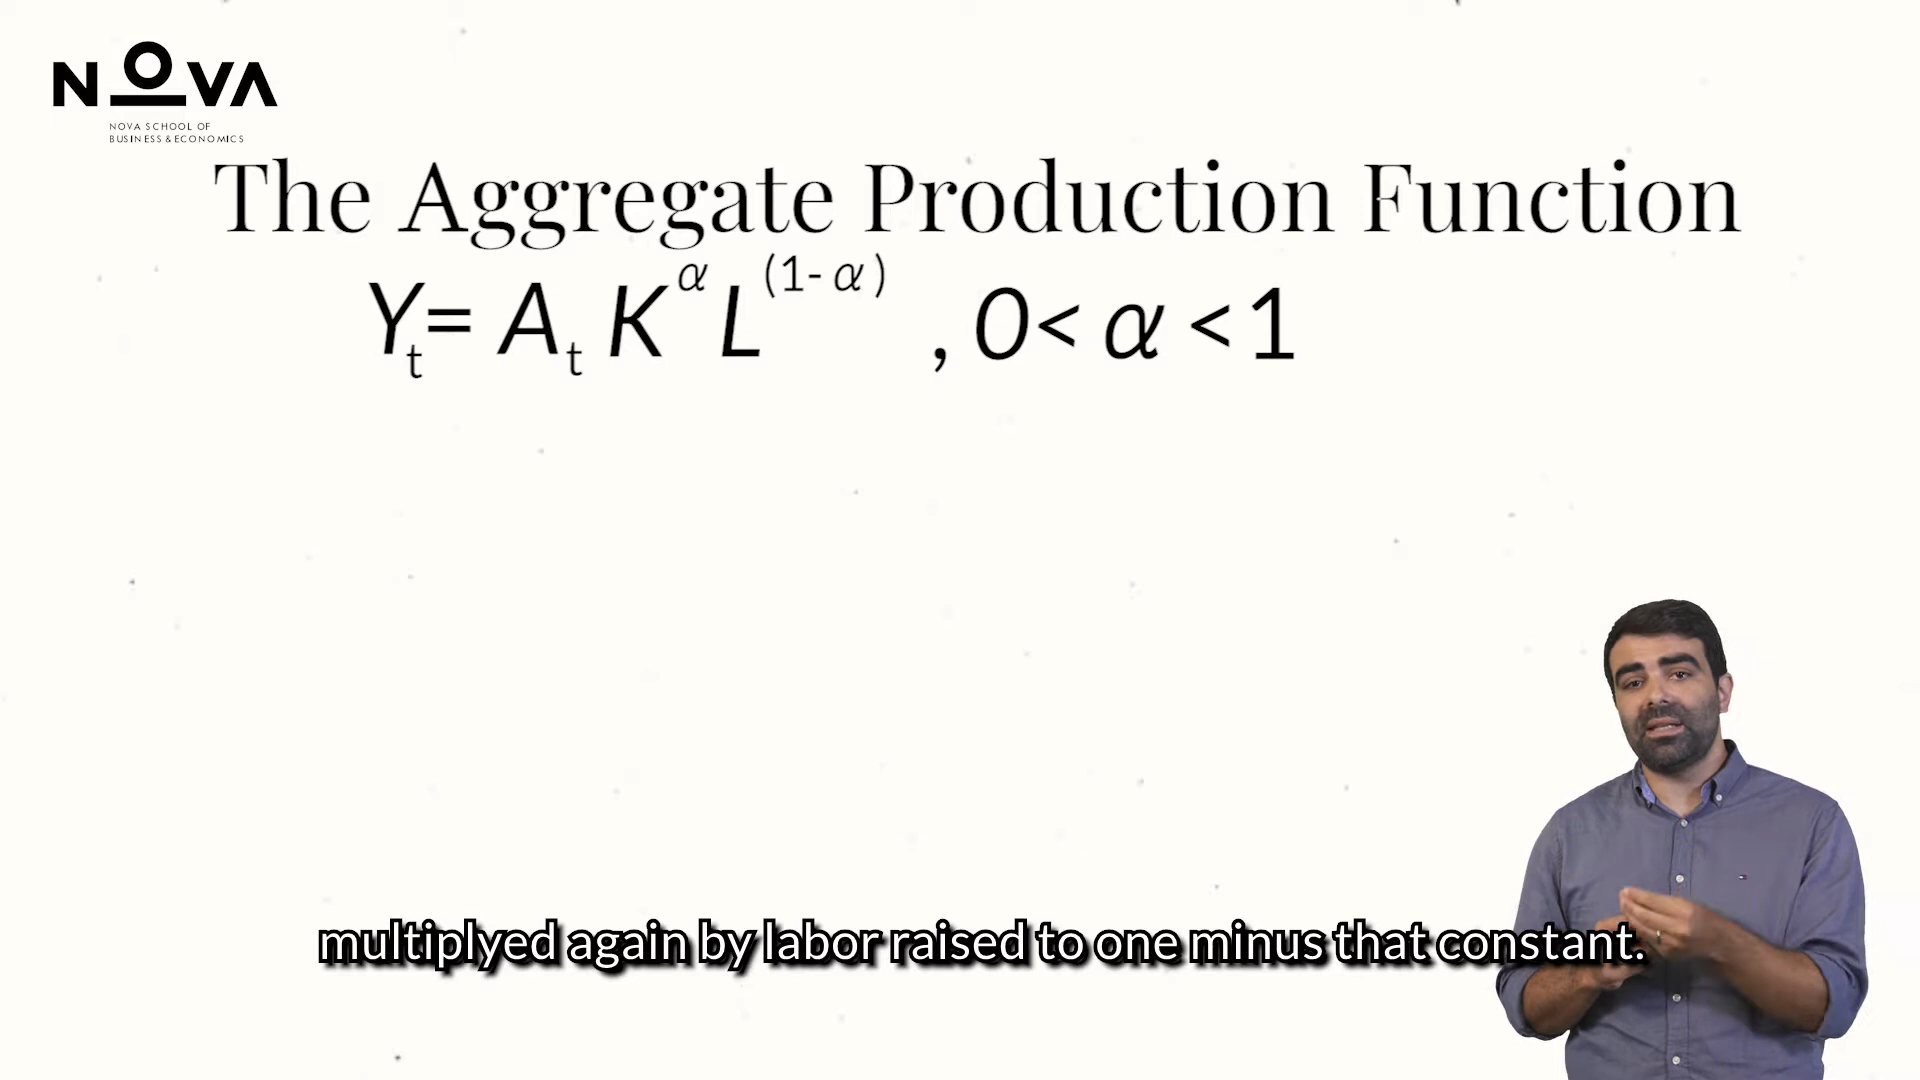 NOVA
NOVA SCHOOL OF
BUSINESS & ECONOMICS
The Aggregate Production Function
Yₜ= Aₜ K^α L^(1-α) , 0< α <1
multiplyed again by labor raised to one minus that constant.